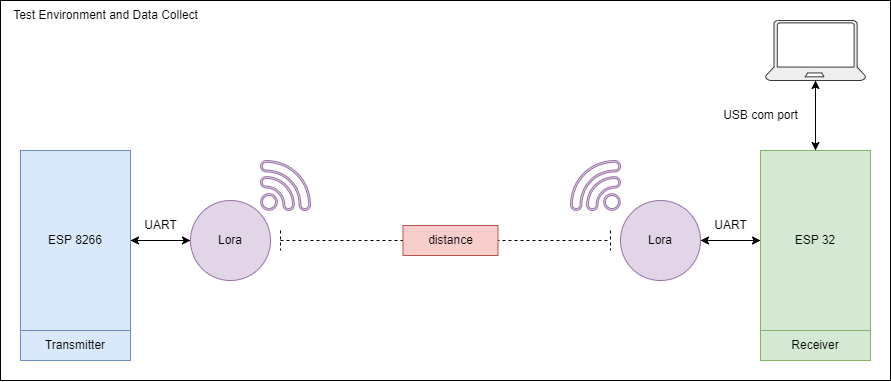 Test Environment and Data Collect
USB com port
ESP 8266
UART
Lora
distance
Lora
UART
ESP 32
Transmitter
Receiver